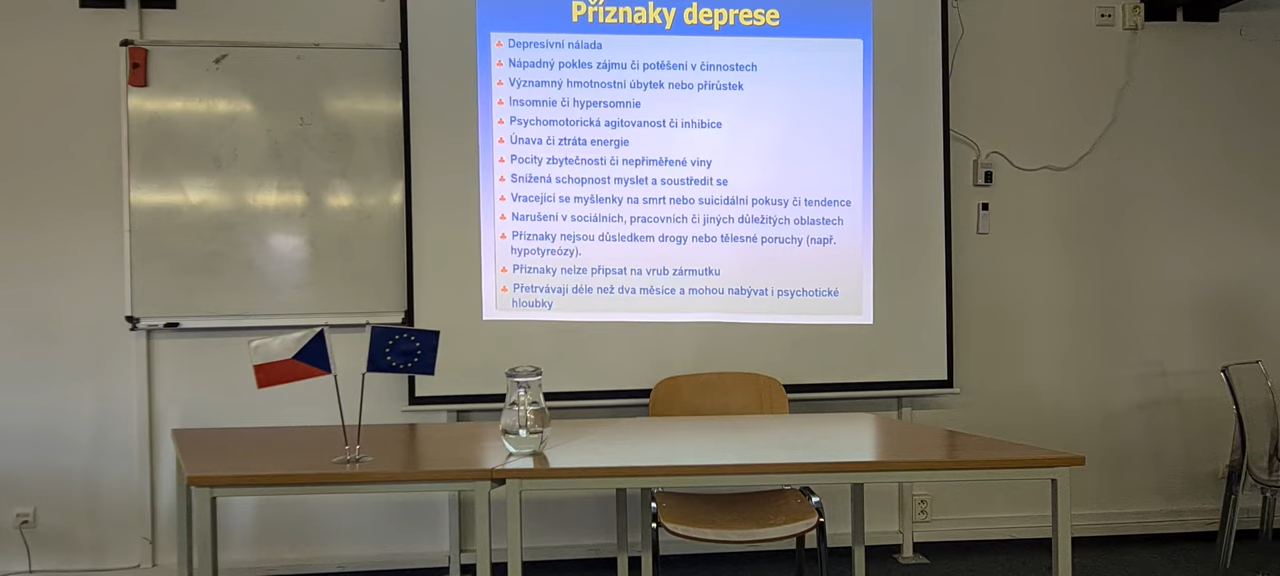 Příznaky deprese
Depresivní nálada
Nápadný pokles zájmu či potěšení v činnostech
Významný hmotnostní úbytek nebo přírůstek
Insomnie či hypersomnie
Psychomotorická agitovanost či inhibice
Únava či ztráta energie
Pocity zbytečnosti či nepřiměřené viny
Snížená schopnost myslet a soustředit se
Vracející se myšlenky na smrt nebo suicidální pokusy či tendence
Narušení v sociálních, pracovních či jiných důležitých oblastech
Příznaky nejsou důsledkem drogy nebo tělesné poruchy (např.
hypotyreózy).
Příznaky nelze připsat na vrub zármutku
Přetrvávají déle než dva měsíce a mohou nabývat i psychotické
hloubky